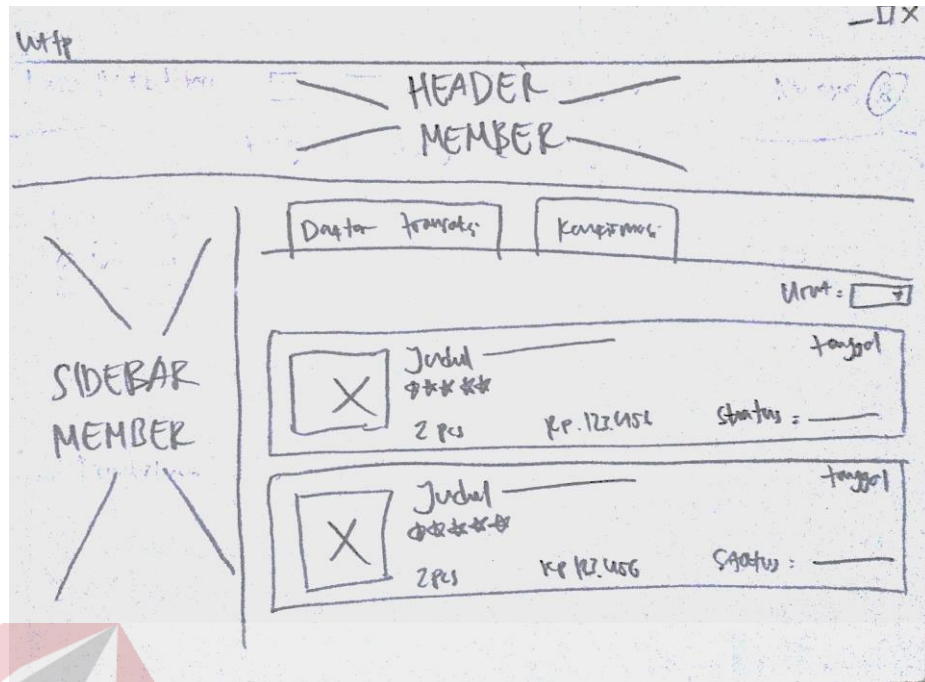 http
HEADER
MEMBER
Daftar transaksi
Konfirmasi
Urut :
SIDEBAR
MEMBER
Judul
tanggal
2 pcs
Rp. 123.456
Status :
Judul
tanggal
2 pcs
Rp 123.456
Status :